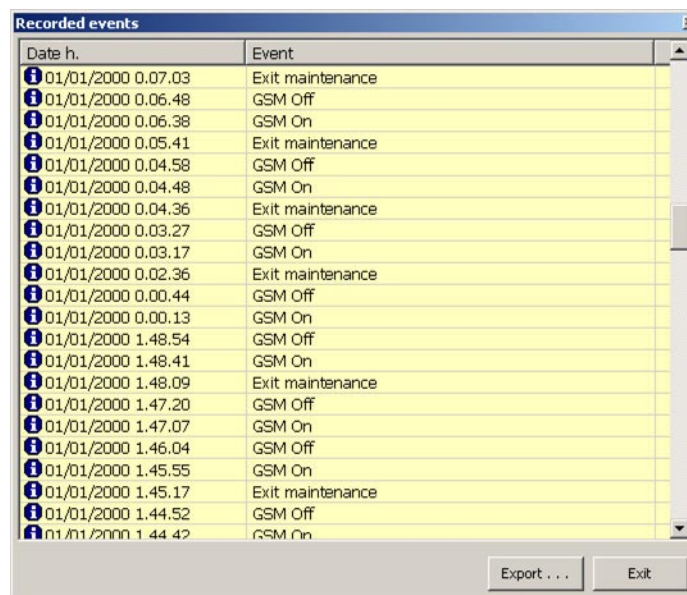 Recorded events
Date h. Event
01/01/2000 0.07.03 Exit maintenance
01/01/2000 0.06.48 GSM Off
01/01/2000 0.06.38 GSM On
01/01/2000 0.05.41 Exit maintenance
01/01/2000 0.04.58 GSM Off
01/01/2000 0.04.48 GSM On
01/01/2000 0.04.36 Exit maintenance
01/01/2000 0.03.27 GSM Off
01/01/2000 0.03.17 GSM On
01/01/2000 0.02.36 Exit maintenance
01/01/2000 0.00.44 GSM Off
01/01/2000 0.00.13 GSM On
01/01/2000 1.48.54 GSM Off
01/01/2000 1.48.41 GSM On
01/01/2000 1.48.09 Exit maintenance
01/01/2000 1.47.20 GSM Off
01/01/2000 1.47.07 GSM On
01/01/2000 1.46.04 GSM Off
01/01/2000 1.45.55 GSM On
01/01/2000 1.45.17 Exit maintenance
01/01/2000 1.44.52 GSM Off
01/01/2000 1.44.42 GSM On
Export . . . Exit